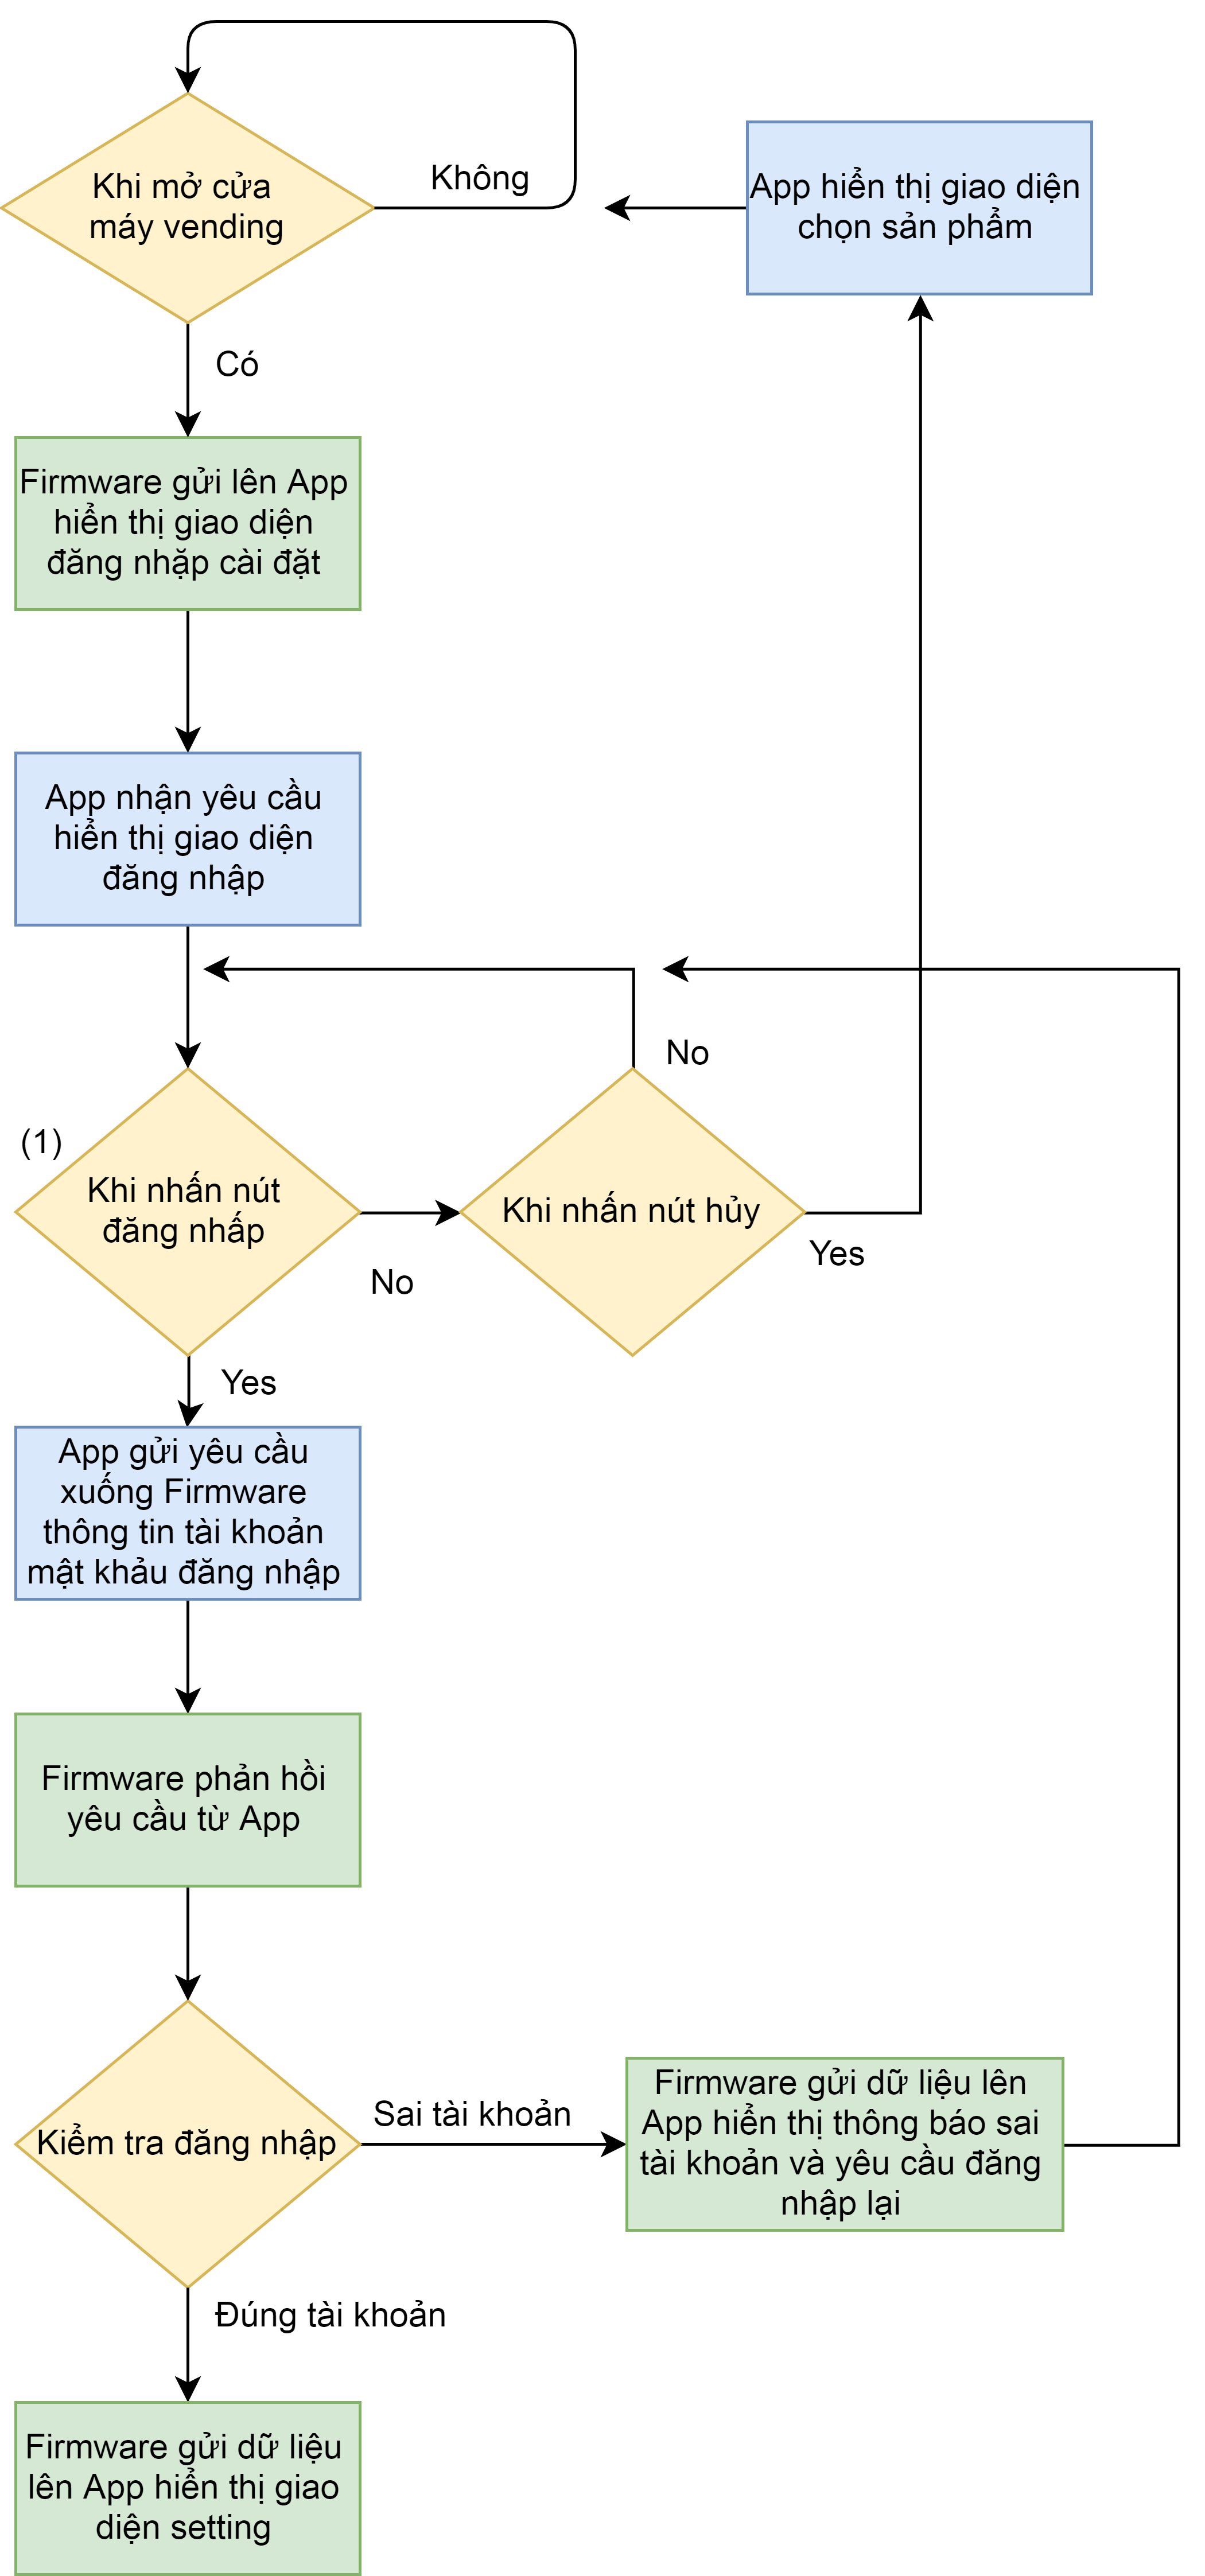 Khi mở cửa
máy vending
Không
App hiển thị giao diện
chọn sản phẩm
Có
Firmware gửi lên App
hiển thị giao diện
đăng nhặp cài đặt
App nhận yêu cầu
hiển thị giao diện
đăng nhập
No
(1)
Khi nhấn nút
đăng nhấp
Khi nhấn nút hủy
Yes
No
Yes
App gửi yêu cầu
xuống Firmware
thông tin tài khoản
mật khảu đăng nhập
Firmware phản hồi
yêu cầu từ App
Kiểm tra đăng nhập
Sai tài khoản
Firmware gửi dữ liệu lên
App hiển thị thông báo sai
tài khoản và yêu cầu đăng
nhập lại
Đúng tài khoản
Firmware gửi dữ liệu
lên App hiển thị giao
diện setting